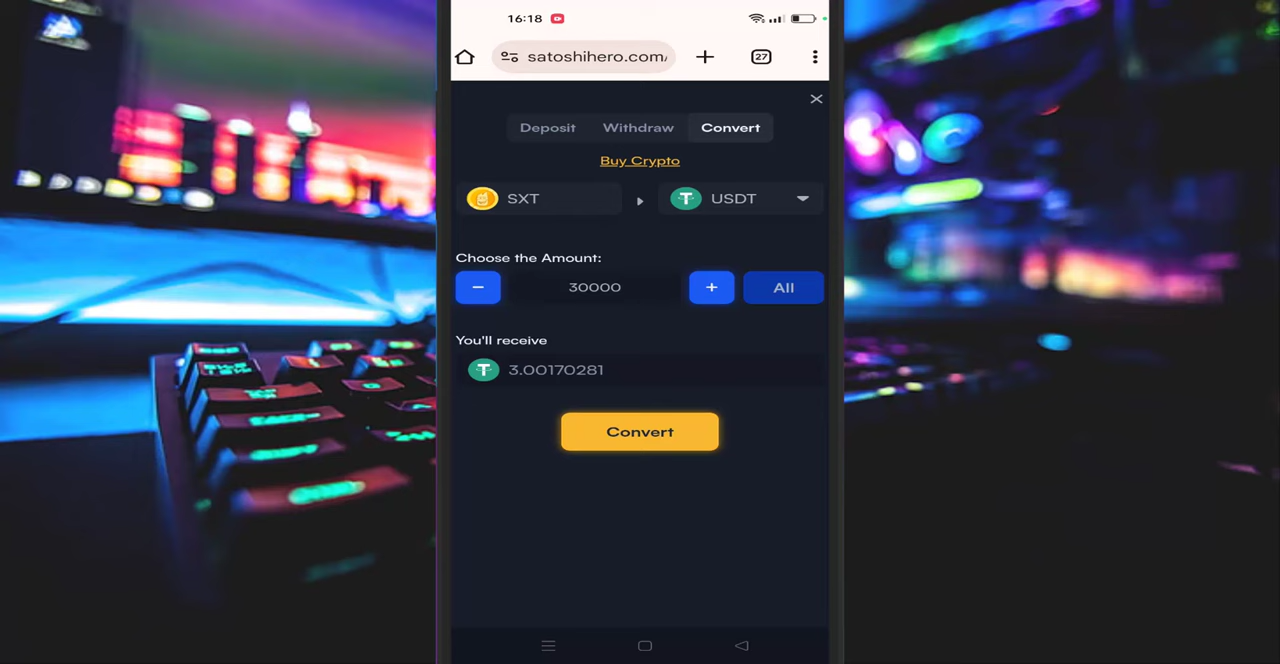 16:18
satoshihero.com/
27
Deposit Withdraw Convert
Buy Crypto
SXT USDT
Choose the Amount:
− 30000 + All
You'll receive
3.00170281
Convert